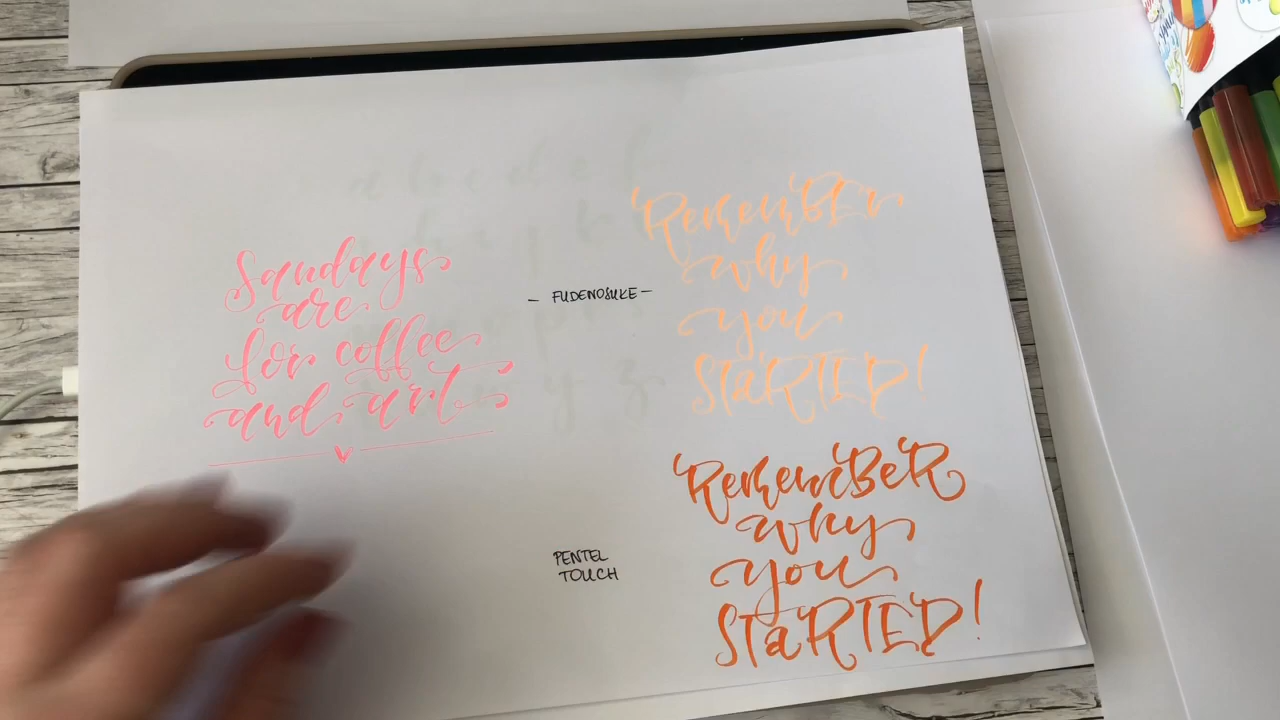 Sundays
are
for coffee
and art
- FUDENOSUKE -
RemembEr
why
you
STaRTED!
PENTEL
TOUCH
RemembeR
why
you
STaRTED!